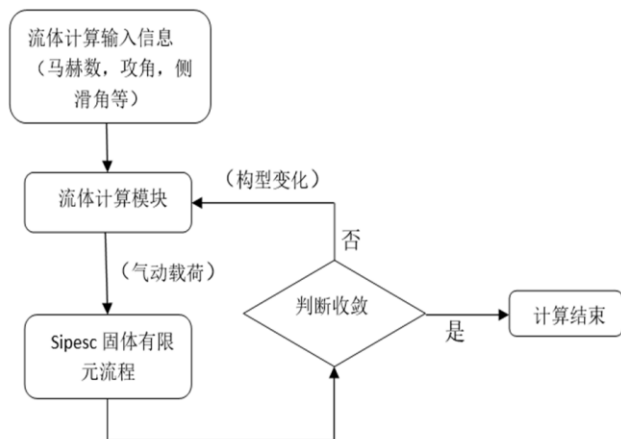 流体计算输入信息
（马赫数，攻角，侧
滑角等）
流体计算模块
（构型变化）
否
（气动载荷）
判断收敛
是
计算结束
Sipesc 固体有限
元流程